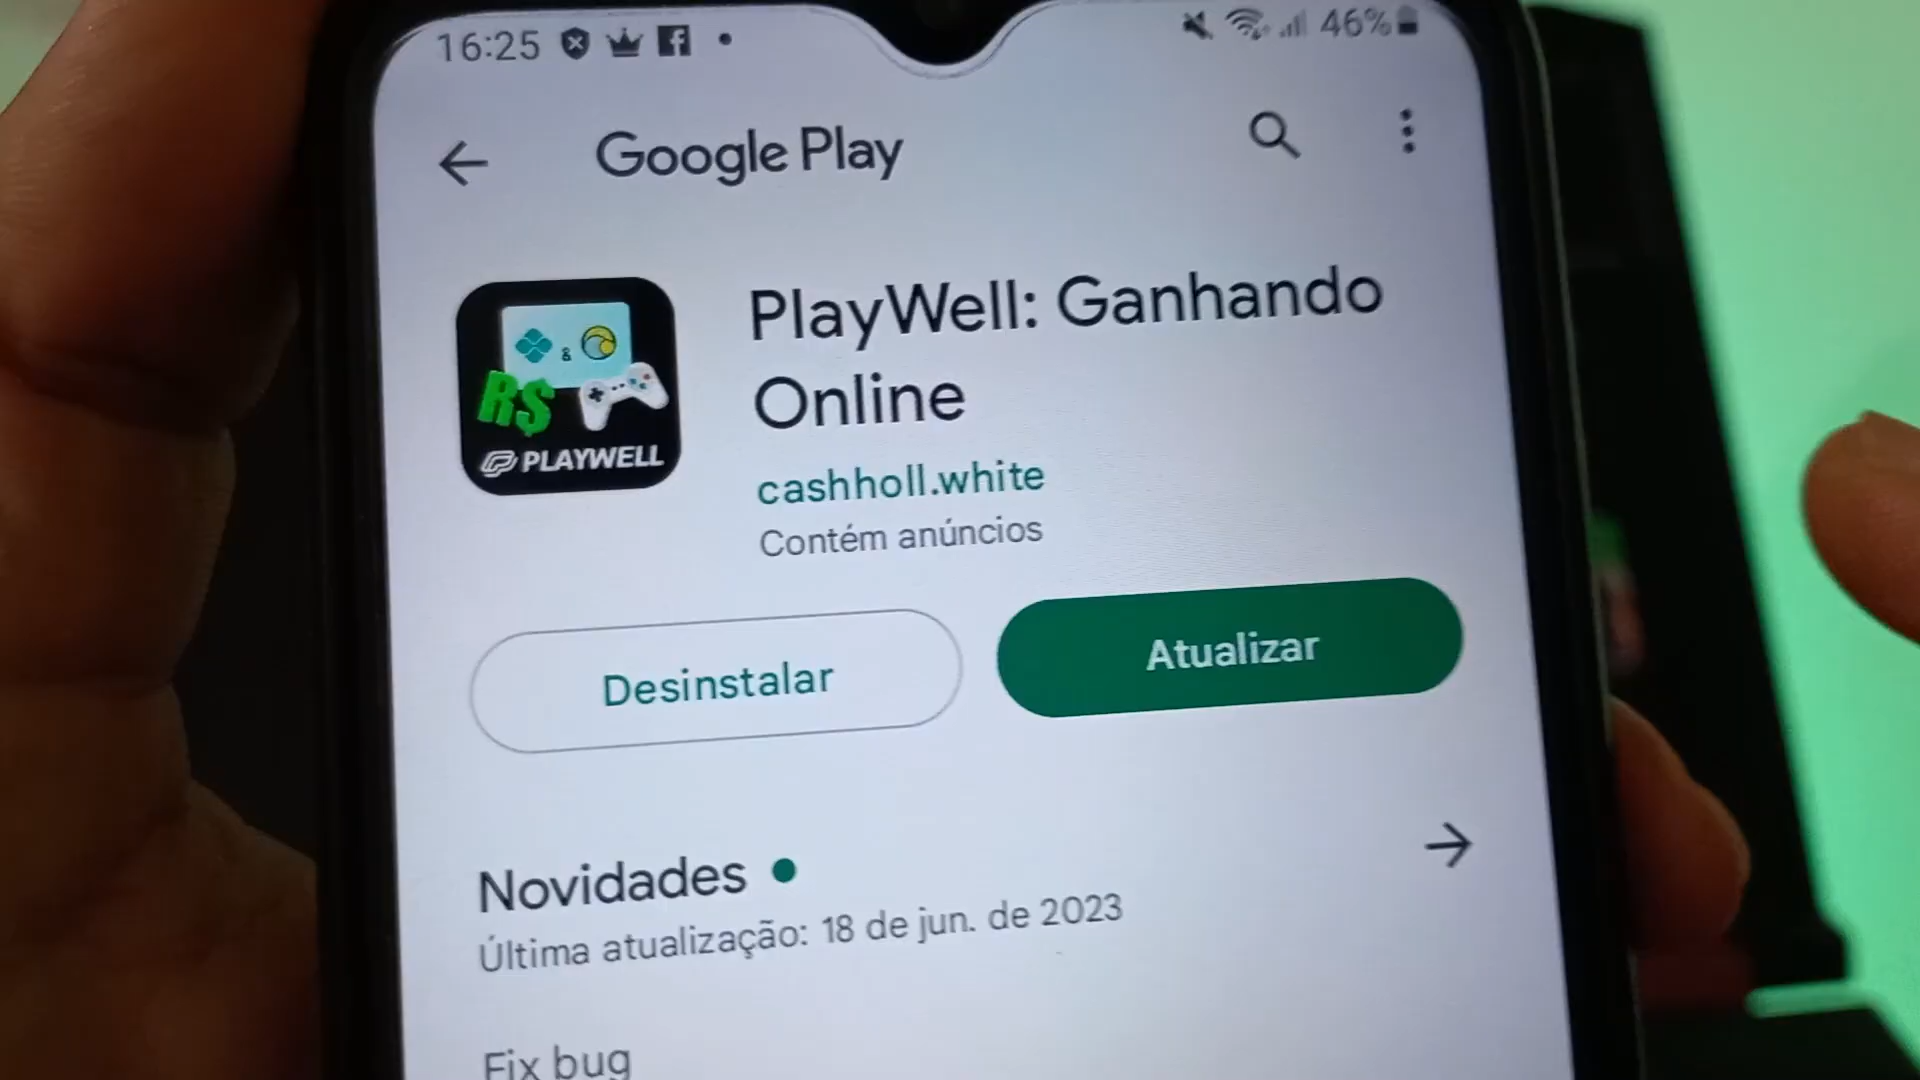 16:25
46%
Google Play
PlayWell: Ganhando
Online
&
R$
PLAYWELL
cashholl.white
Contém anúncios
Desinstalar
Atualizar
Novidades
Última atualização: 18 de jun. de 2023
Fix bug